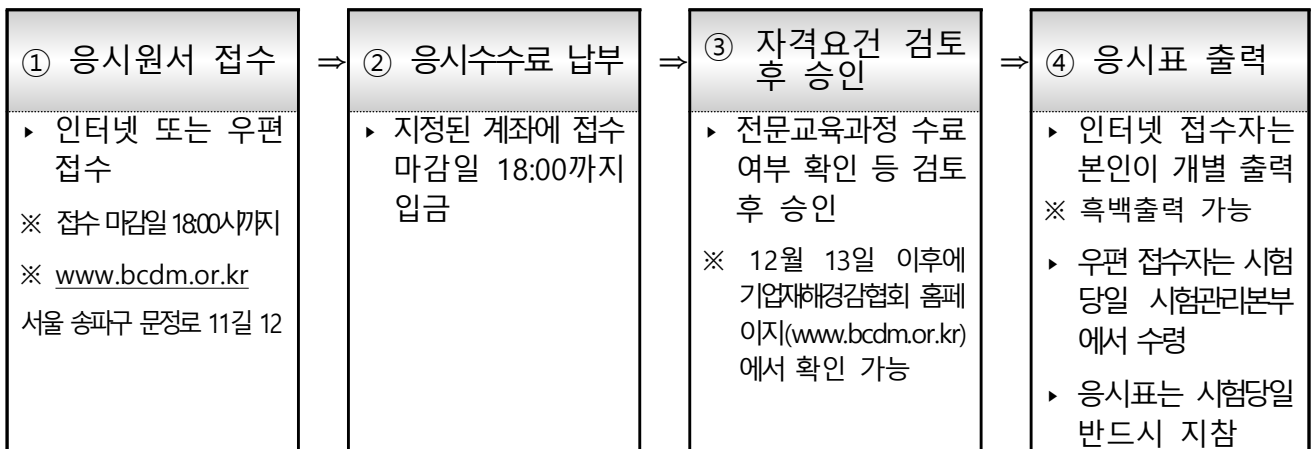 ① 응시원서 접수
▸ 인터넷 또는 우편
접수
※ 접수 마감일 18:00시까지
※ www.bcdm.or.kr
서울 송파구 문정로 11길 12
⇒
② 응시수수료 납부
▸ 지정된 계좌에 접수
마감일 18:00까지
입금
⇒
③ 자격요건 검토
후 승인
▸ 전문교육과정 수료
여부 확인 등 검토
후 승인
※ 12월 13일 이후에
기업재해경감협회 홈페
이지(www.bcdm.or.kr)
에서 확인 가능
⇒
④ 응시표 출력
▸ 인터넷 접수자는
본인이 개별 출력
※ 흑백출력 가능
▸ 우편 접수자는 시험
당일 시험관리본부
에서 수령
▸ 응시표는 시험당일
반드시 지참